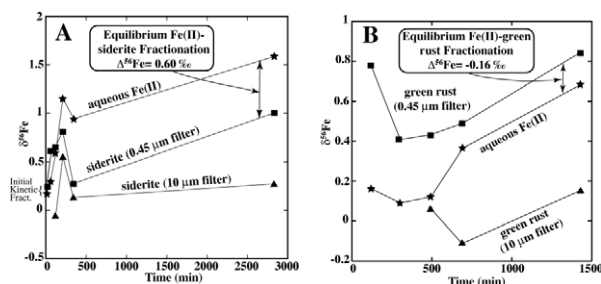 A
Equilibrium Fe(II)-
siderite Fractionation
Δ⁵⁶Fe= 0.60 ‰
aqueous Fe(II)
siderite (0.45 μm filter)
siderite (10 μm filter)
δ⁵⁶Fe
2
1.5
1
0.5
0
-0.5
Initial
Kinetic
Fract.
0 500 1000 1500 2000 2500 3000
Time (min)
B
Equilibrium Fe(II)-green
rust Fractionation
Δ⁵⁶Fe= -0.16 ‰
green rust
(0.45 μm filter)
aqueous Fe(II)
green rust
(10 μm filter)
δ⁵⁶Fe
0.8
0.6
0.4
0.2
0
-0.2
0 500 1000 1500
Time (min)